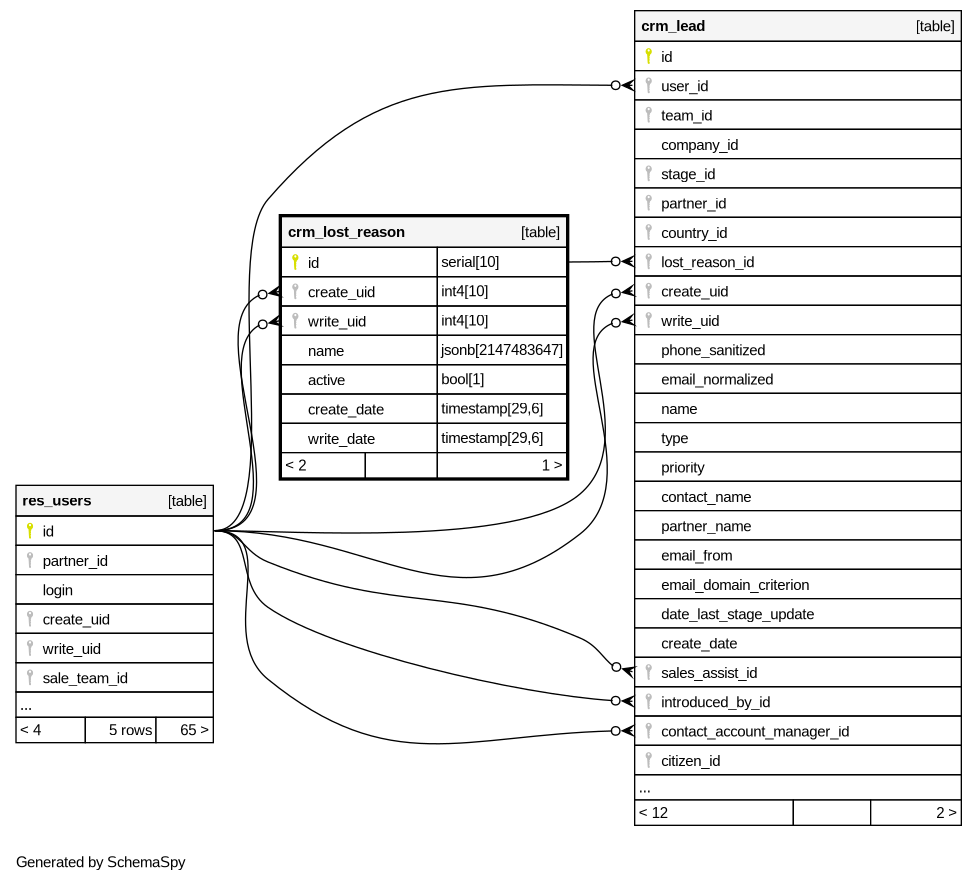 crm_lead [table]
id
user_id
team_id
company_id
stage_id
partner_id
country_id
lost_reason_id
create_uid
write_uid
phone_sanitized
email_normalized
name
type
priority
contact_name
partner_name
email_from
email_domain_criterion
date_last_stage_update
create_date
sales_assist_id
introduced_by_id
contact_account_manager_id
citizen_id
...
< 12 2 >
crm_lost_reason [table]
id serial[10]
create_uid int4[10]
write_uid int4[10]
name jsonb[2147483647]
active bool[1]
create_date timestamp[29,6]
write_date timestamp[29,6]
< 2 1 >
res_users [table]
id
partner_id
login
create_uid
write_uid
sale_team_id
...
< 4 5 rows 65 >
Generated by SchemaSpy